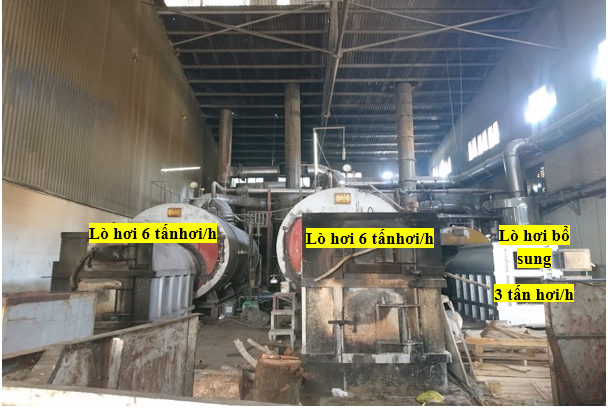 Lò hơi 6 tấnhơi/h
Lò hơi 6 tấnhơi/h
Lò hơi bổ
sung
3 tấn hơi/h